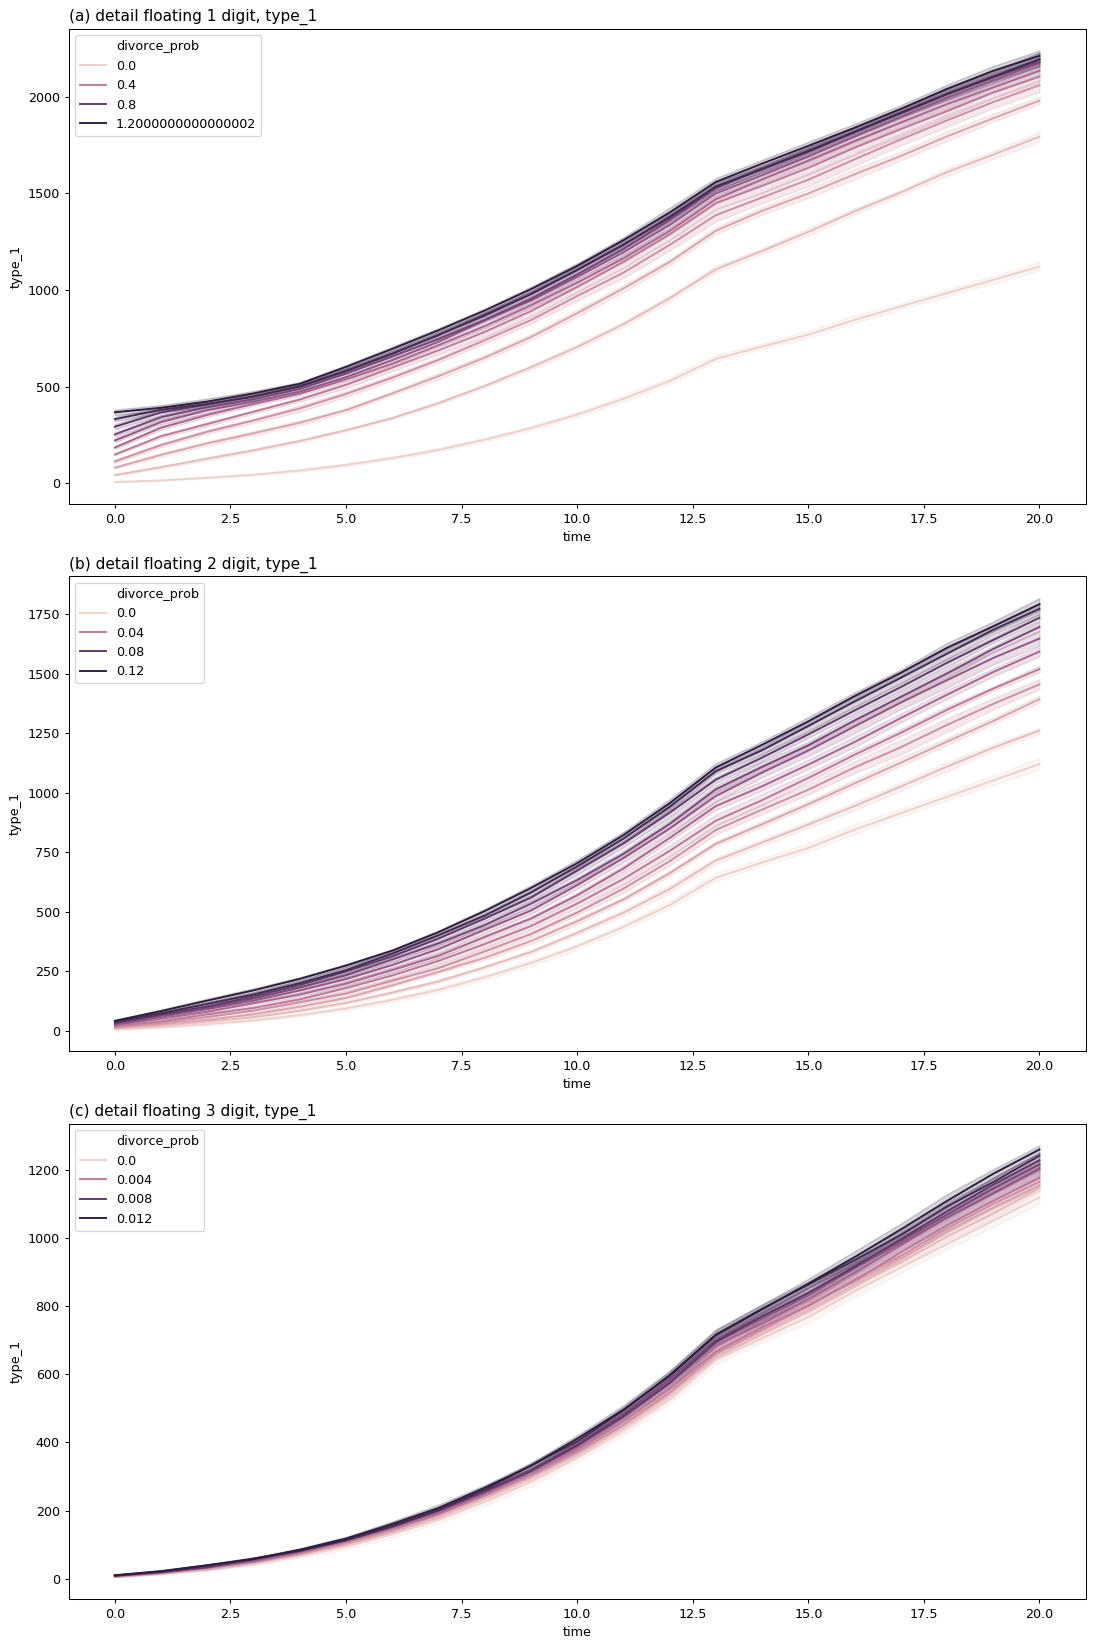 (a) detail floating 1 digit, type_1
divorce_prob
0.0
0.4
0.8
1.2000000000000002
2000
1500
1000
500
0
type_1
0.0 2.5 5.0 7.5 10.0 12.5 15.0 17.5 20.0
time
(b) detail floating 2 digit, type_1
divorce_prob
0.0
0.04
0.08
0.12
1750
1500
1250
1000
750
500
250
0
type_1
0.0 2.5 5.0 7.5 10.0 12.5 15.0 17.5 20.0
time
(c) detail floating 3 digit, type_1
divorce_prob
0.0
0.004
0.008
0.012
1200
1000
800
600
400
200
0
type_1
0.0 2.5 5.0 7.5 10.0 12.5 15.0 17.5 20.0
time